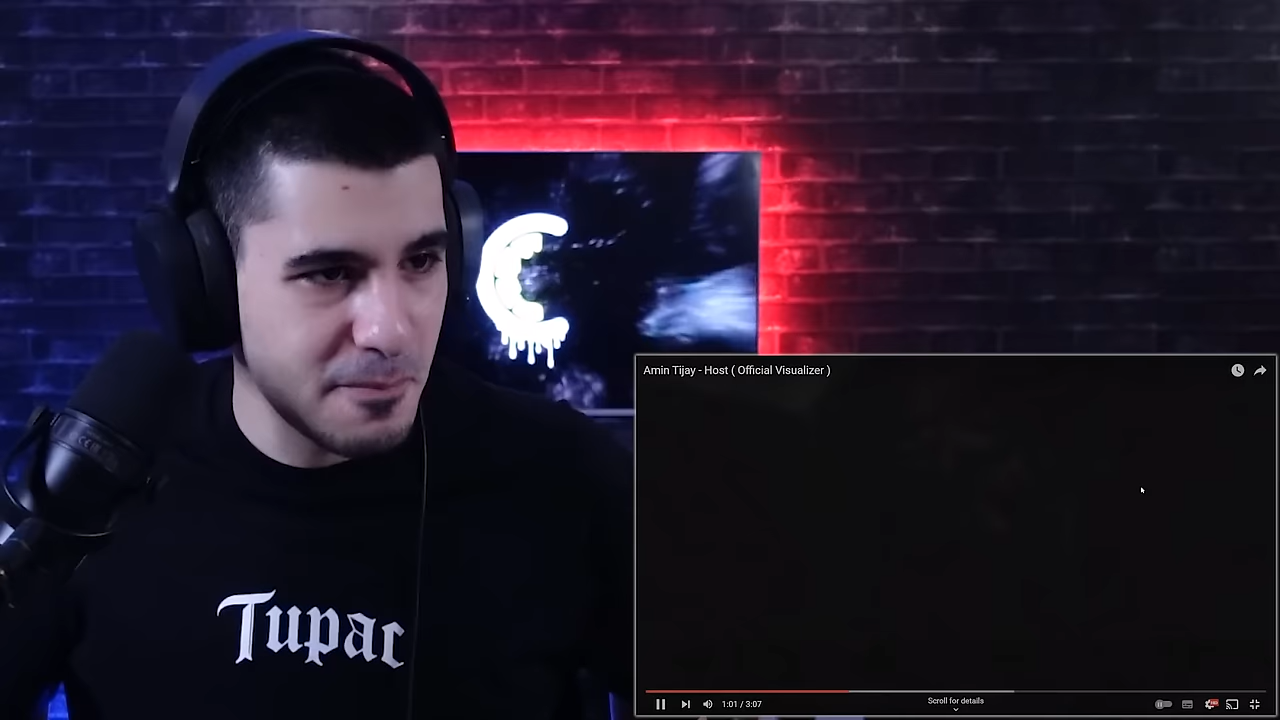 Amin Tijay - Host ( Official Visualizer )
Tupac
1:01 / 3:07
Scroll for details